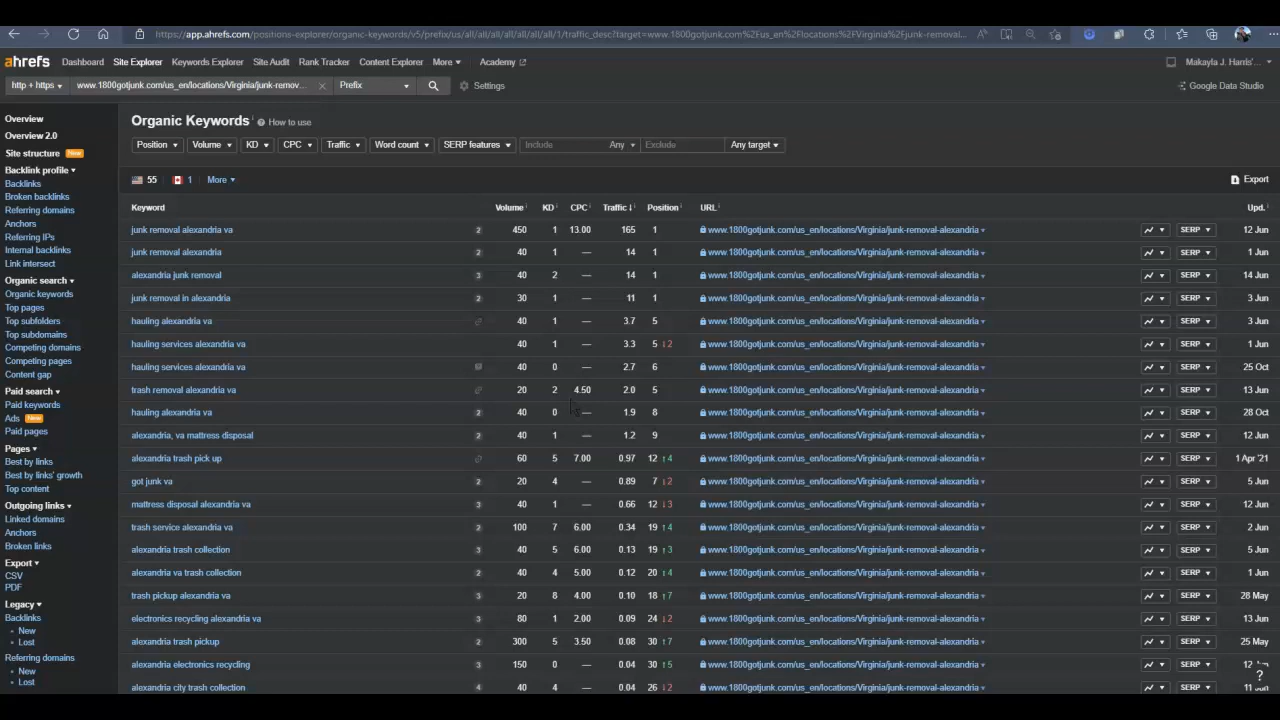 https://app.ahrefs.com/positions-explorer/organic-keywords/v5/prefix/us/all/all/all/all/all/all/1/traffic_desc?target=www.1800gotjunk.com%2Fus_en%2Flocations%2FVirginia%2Fjunk-removal...
ahrefs Dashboard Site Explorer Keywords Explorer Site Audit Rank Tracker Content Explorer More Academy Makayla J. Harris'...
http + https www.1800gotjunk.com/us_en/locations/Virginia/junk-remov... Prefix Settings Google Data Studio
Overview
Overview 2.0
Site structure New
Backlink profile
Backlinks
Broken backlinks
Referring domains
Anchors
Referring IPs
Internal backlinks
Link intersect
Organic search
Organic keywords
Top pages
Top subfolders
Top subdomains
Competing domains
Competing pages
Content gap
Paid search
Paid keywords
Ads New
Paid pages
Pages
Best by links
Best by links' growth
Top content
Outgoing links
Linked domains
Anchors
Broken links
Export
CSV
PDF
Legacy
Backlinks
New
Lost
Referring domains
New
Lost
Organic Keywords i How to use
Position Volume KD CPC Traffic Word count SERP features Include Any Exclude Any target
55 1 More Export
Keyword Volume KD CPC Traffic Position URL Upd.
junk removal alexandria va 2 450 1 13.00 165 1 www.1800gotjunk.com/us_en/locations/Virginia/junk-removal-alexandria SERP 12 Jun
junk removal alexandria 2 40 1 — 14 1 www.1800gotjunk.com/us_en/locations/Virginia/junk-removal-alexandria SERP 1 Jun
alexandria junk removal 3 40 2 — 14 1 www.1800gotjunk.com/us_en/locations/Virginia/junk-removal-alexandria SERP 14 Jun
junk removal in alexandria 2 30 1 — 11 1 www.1800gotjunk.com/us_en/locations/Virginia/junk-removal-alexandria SERP 3 Jun
hauling alexandria va 40 1 — 3.7 5 www.1800gotjunk.com/us_en/locations/Virginia/junk-removal-alexandria SERP 3 Jun
hauling services alexandria va 2 40 1 — 3.3 5 ↓2 www.1800gotjunk.com/us_en/locations/Virginia/junk-removal-alexandria SERP 1 Jun
hauling services alexandria va 40 0 — 2.7 6 www.1800gotjunk.com/us_en/locations/Virginia/junk-removal-alexandria SERP 25 Oct
trash removal alexandria va 20 2 4.50 2.0 5 www.1800gotjunk.com/us_en/locations/Virginia/junk-removal-alexandria SERP 13 Jun
hauling alexandria va 2 40 0 — 1.9 8 www.1800gotjunk.com/us_en/locations/Virginia/junk-removal-alexandria SERP 28 Oct
alexandria, va mattress disposal 2 40 1 — 1.2 9 www.1800gotjunk.com/us_en/locations/Virginia/junk-removal-alexandria SERP 12 Jun
alexandria trash pick up 60 5 7.00 0.97 12 ↑4 www.1800gotjunk.com/us_en/locations/Virginia/junk-removal-alexandria SERP 1 Apr '21
got junk va 2 20 4 — 0.89 7 ↓2 www.1800gotjunk.com/us_en/locations/Virginia/junk-removal-alexandria SERP 5 Jun
mattress disposal alexandria va 2 40 1 — 0.66 12 ↓3 www.1800gotjunk.com/us_en/locations/Virginia/junk-removal-alexandria SERP 12 Jun
trash service alexandria va 2 100 7 6.00 0.34 19 ↑4 www.1800gotjunk.com/us_en/locations/Virginia/junk-removal-alexandria SERP 2 Jun
alexandria trash collection 3 40 5 6.00 0.13 19 ↑3 www.1800gotjunk.com/us_en/locations/Virginia/junk-removal-alexandria SERP 5 Jun
alexandria va trash collection 2 40 4 5.00 0.12 20 ↑4 www.1800gotjunk.com/us_en/locations/Virginia/junk-removal-alexandria SERP 1 Jun
trash pickup alexandria va 3 20 8 4.00 0.10 18 ↑7 www.1800gotjunk.com/us_en/locations/Virginia/junk-removal-alexandria SERP 28 May
electronics recycling alexandria va 3 80 1 2.00 0.09 24 ↓2 www.1800gotjunk.com/us_en/locations/Virginia/junk-removal-alexandria SERP 13 Jun
alexandria trash pickup 2 300 5 3.50 0.08 30 ↑7 www.1800gotjunk.com/us_en/locations/Virginia/junk-removal-alexandria SERP 25 May
alexandria electronics recycling 3 150 0 — 0.04 30 ↑5 www.1800gotjunk.com/us_en/locations/Virginia/junk-removal-alexandria SERP 12
alexandria city trash collection 4 40 4 — 0.04 26 ↓2 www.1800gotjunk.com/us_en/locations/Virginia/junk-removal-alexandria SERP 11
?